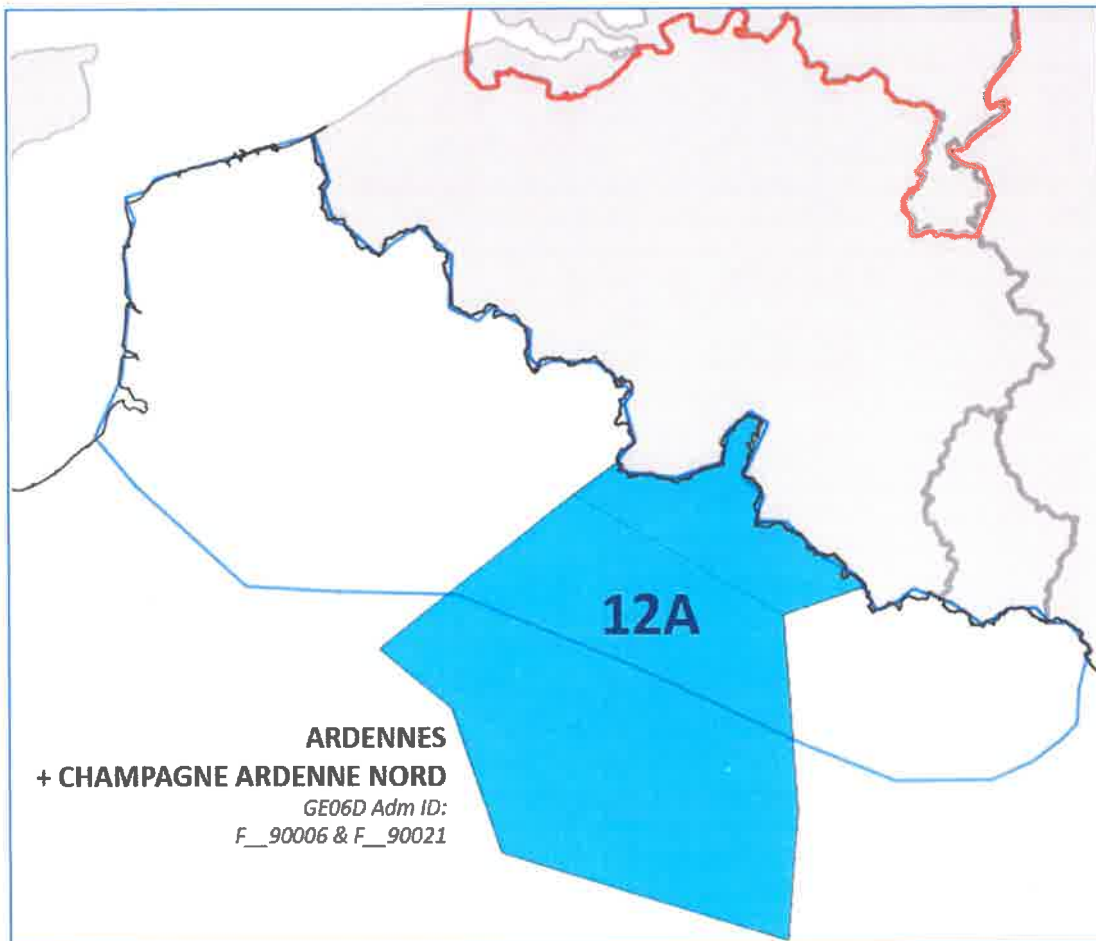 12A
ARDENNES
+ CHAMPAGNE ARDENNE NORD
GE06D Adm ID:
F__90006 & F__90021